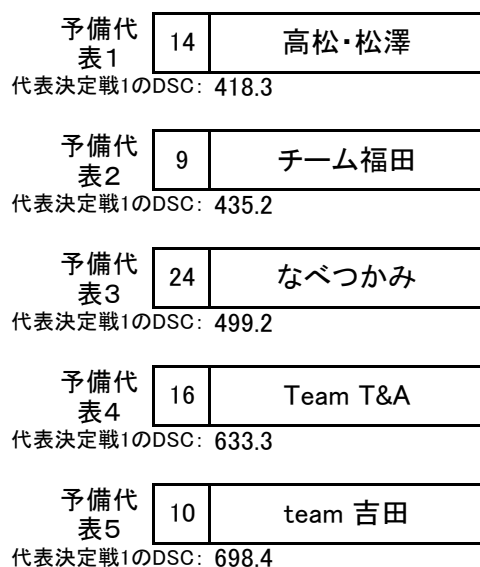 予備代
表1
14
高松・松澤
代表決定戦1のDSC: 418.3
予備代
表2
9
チーム福田
代表決定戦1のDSC: 435.2
予備代
表3
24
なべつかみ
代表決定戦1のDSC: 499.2
予備代
表4
16
Team T&A
代表決定戦1のDSC: 633.3
予備代
表5
10
team 吉田
代表決定戦1のDSC: 698.4